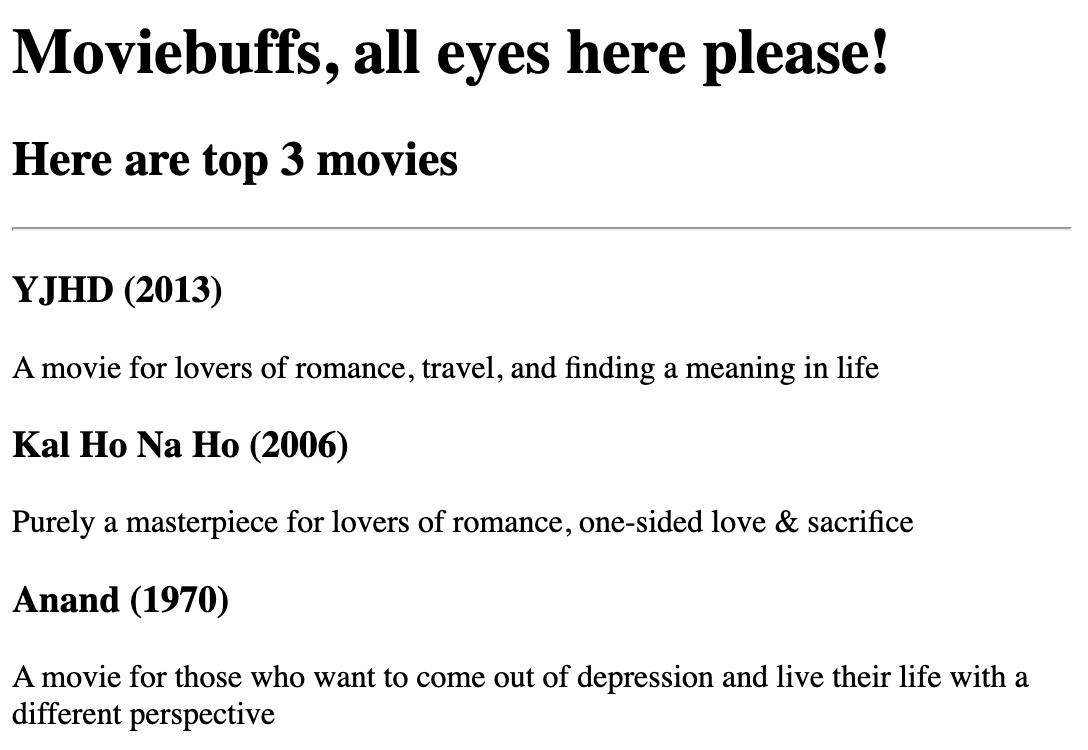 Moviebuffs, all eyes here please!
Here are top 3 movies
YJHD (2013)
A movie for lovers of romance, travel, and finding a meaning in life
Kal Ho Na Ho (2006)
Purely a masterpiece for lovers of romance, one-sided love & sacrifice
Anand (1970)
A movie for those who want to come out of depression and live their life with a
different perspective